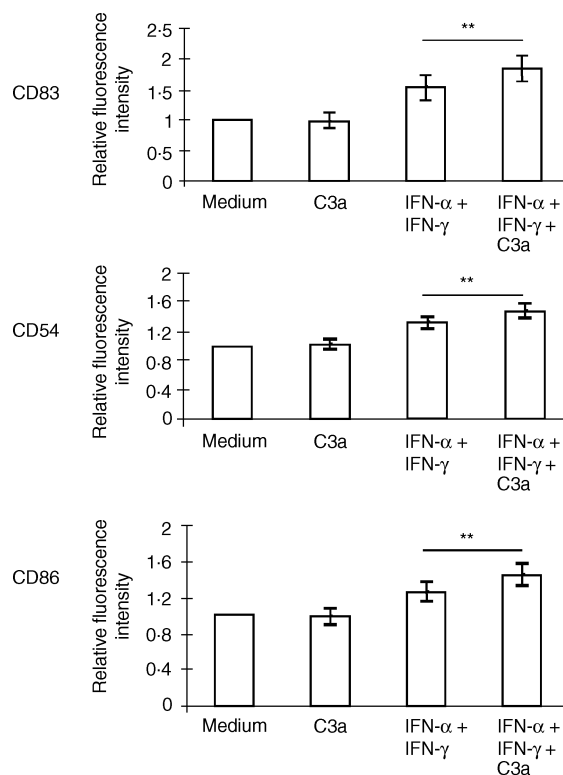 CD83
Relative fluorescence
intensity
2·5
2
1·5
1
0·5
0
**
Medium
C3a
IFN-α +
IFN-γ
IFN-α +
IFN-γ +
C3a
CD54
Relative fluorescence
intensity
2
1·6
1·2
0·8
0·4
0
**
Medium
C3a
IFN-α +
IFN-γ
IFN-α +
IFN-γ +
C3a
CD86
Relative fluorescence
intensity
2
1·6
1·2
0·8
0·4
0
**
Medium
C3a
IFN-α +
IFN-γ
IFN-α +
IFN-γ +
C3a